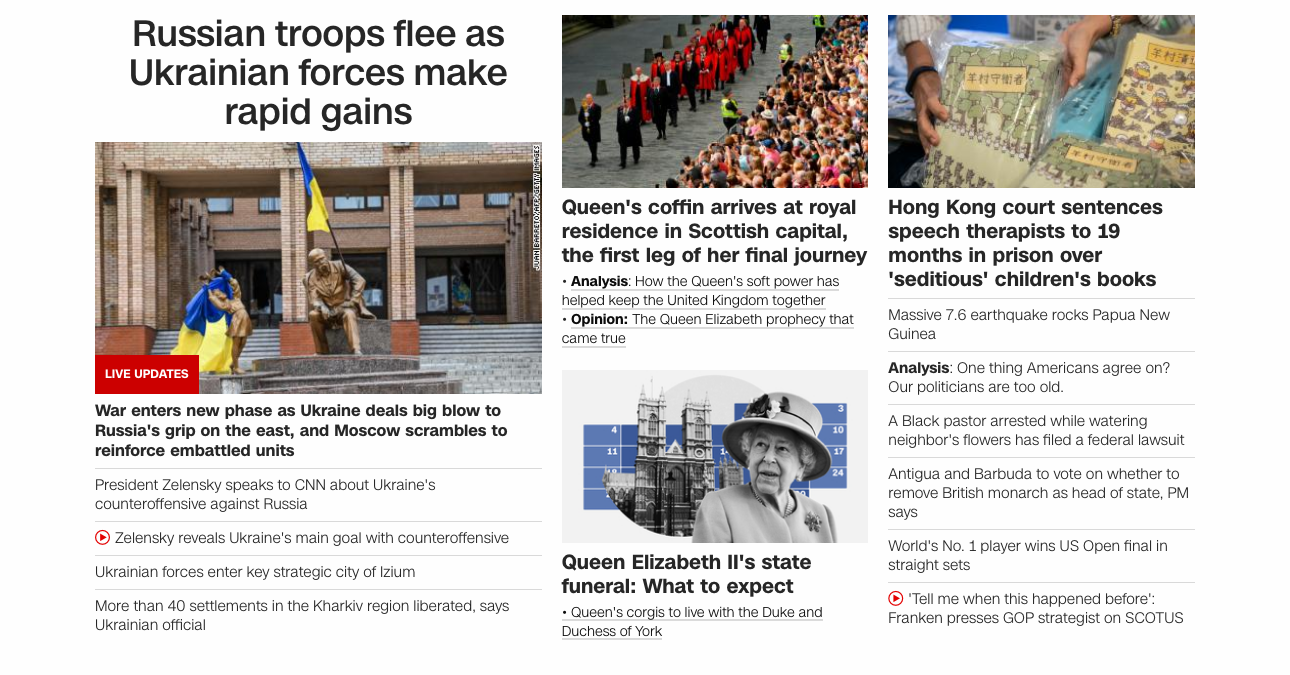 Russian troops flee as
Ukrainian forces make
rapid gains
JUAN BARRETO/AFP/GETTY IMAGES
LIVE UPDATES
War enters new phase as Ukraine deals big blow to
Russia's grip on the east, and Moscow scrambles to
reinforce embattled units
President Zelensky speaks to CNN about Ukraine's
counteroffensive against Russia
Zelensky reveals Ukraine's main goal with counteroffensive
Ukrainian forces enter key strategic city of Izium
More than 40 settlements in the Kharkiv region liberated, says
Ukrainian official
Queen's coffin arrives at royal
residence in Scottish capital,
the first leg of her final journey
• Analysis: How the Queen's soft power has
helped keep the United Kingdom together
• Opinion: The Queen Elizabeth prophecy that
came true
3
4
10
11
17
24
Queen Elizabeth II's state
funeral: What to expect
• Queen's corgis to live with the Duke and
Duchess of York
羊村守衛者
羊村守衛者
Hong Kong court sentences
speech therapists to 19
months in prison over
'seditious' children's books
Massive 7.6 earthquake rocks Papua New
Guinea
Analysis: One thing Americans agree on?
Our politicians are too old.
A Black pastor arrested while watering
neighbor's flowers has filed a federal lawsuit
Antigua and Barbuda to vote on whether to
remove British monarch as head of state, PM
says
World's No. 1 player wins US Open final in
straight sets
'Tell me when this happened before':
Franken presses GOP strategist on SCOTUS